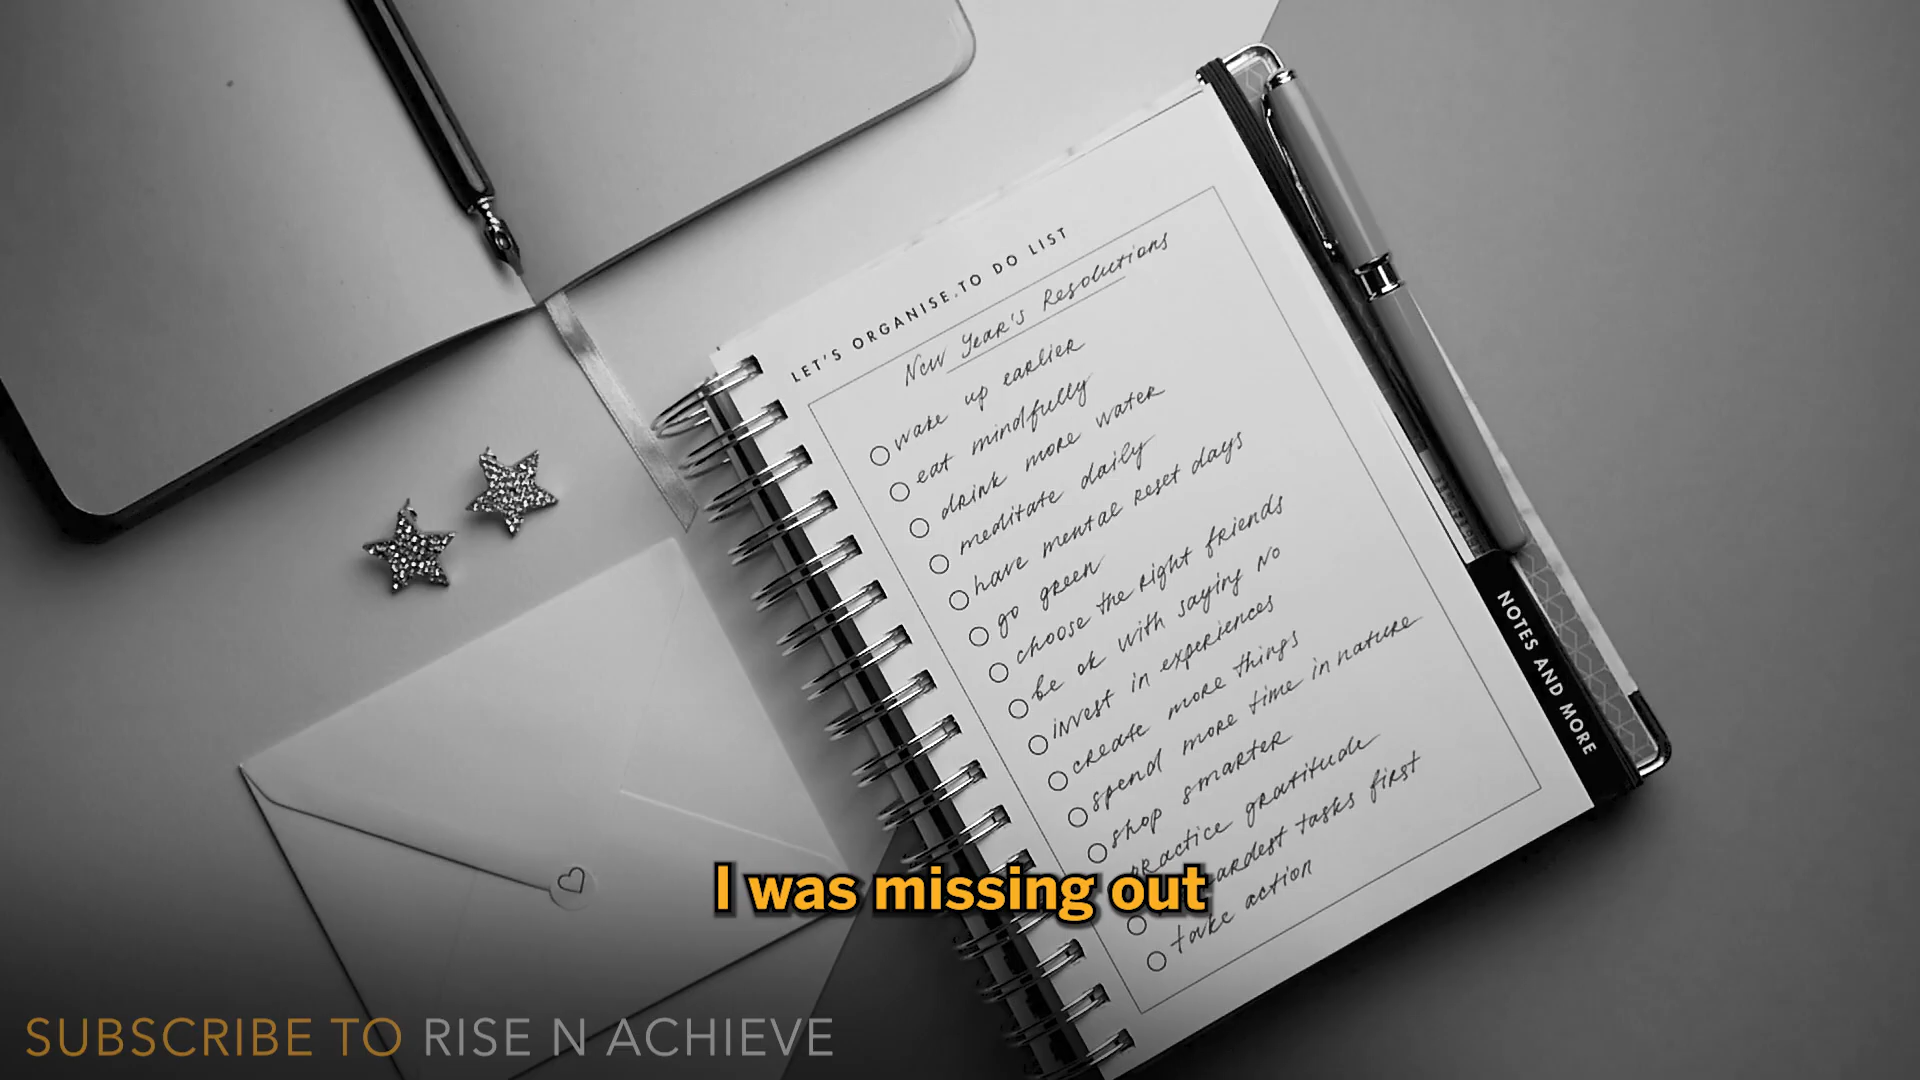 LET'S ORGANISE.TO DO LIST
New Year's Resolutions
wake up earlier
eat mindfully
drink more water
meditate daily
have mental reset days
go green
choose the right friends
be ok with saying NO
invest in experiences
create more things
spend more time in nature
shop smarter
practice gratitude
tasks first
take action
NOTES AND MORE
I was missing out
SUBSCRIBE TO RISE N ACHIEVE